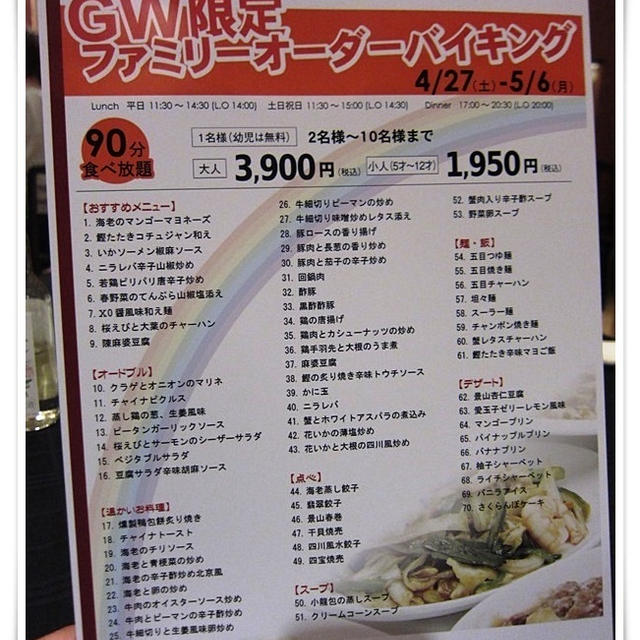 GW限定
ファミリーオーダーバイキング
4/27(土)-5/6(月)
Lunch 平日 11:30〜14:30 (L.O 14:00) 土日祝日 11:30〜15:00 (L.O 14:30) Dinner 17:00〜20:30 (LO 20:00)
90分
食べ放題
1名様(幼児は無料) 2名様〜10名様まで
大人 3,900円(税込) 小人(5才〜12才) 1,950円(税込)
【おすすめメニュー】
1. 海老のマンゴーマヨネーズ
2. 鰹たたきコチュジャン和え
3. いかソーメン椒麻ソース
4. ニラレバ辛子山椒炒め
5. 若鶏ピリパリ唐辛子炒め
6. 春野菜のてんぷら山椒塩添え
7. XO醤風味和え麺
8. 桜えびと大葉のチャーハン
9. 陳麻婆豆腐
【オードブル】
10. クラゲとオニオンのマリネ
11. チャイナピクルス
12. 蒸し鶏の葱、生姜風味
13. ピータンガーリックソース
14. 桜えびとサーモンのシーザーサラダ
15. ベジタブルサラダ
16. 豆腐サラダ辛味胡麻ソース
【温かいお料理】
17. 燻製鴨包餅炙り焼き
18. チャイナトースト
19. 海老のチリソース
20. 海老と青梗菜の炒め
21. 海老の辛子酢炒め北京風
22. 海老と卵の炒め
23. 牛肉のオイスターソース炒め
24. 牛肉とピーマンの辛子酢炒め
25. 牛細切りと生姜風味卵炒め
26. 牛細切りピーマンの炒め
27. 牛細切り味噌炒めレタス添え
28. 豚ロースの香り揚げ
29. 豚肉と長葱の香り炒め
30. 豚肉と茄子の辛子炒め
31. 回鍋肉
32. 酢豚
33. 黒酢酢豚
34. 鶏の唐揚げ
35. 鶏肉とカシューナッツの炒め
36. 鶏手羽先と大根のうま煮
37. 麻婆豆腐
38. 鰹の炙り焼き辛味トウチソース
39. かに玉
40. ニラレバ
41. 蟹とホワイトアスパラの煮込み
42. 花いかの薄塩炒め
43. 花いかと大根の四川風炒め
【点心】
44. 海老蒸し餃子
45. 翡翠餃子
46. 景山春巻
47. 干貝焼売
48. 四川風水餃子
49. 四宝焼売
【スープ】
50. 小籠包の蒸しスープ
51. クリームコーンスープ
52. 蟹肉入り辛子酢スープ
53. 野菜卵スープ
【麺・飯】
54. 五目つゆ麺
55. 五目焼き麺
56. 五目チャーハン
57. 坦々麺
58. スーラー麺
59. チャンポン焼き麺
60. 蟹レタスチャーハン
61. 鰹たたき辛味マヨご飯
【デザート】
62. 景山杏仁豆腐
63. 愛玉子ゼリーレモン風味
64. マンゴープリン
65. パイナップルプリン
66. バナナプリン
67. 柚子シャーベット
68. ライチシャーベット
69. バニラアイス
70. さくらんぼケーキ